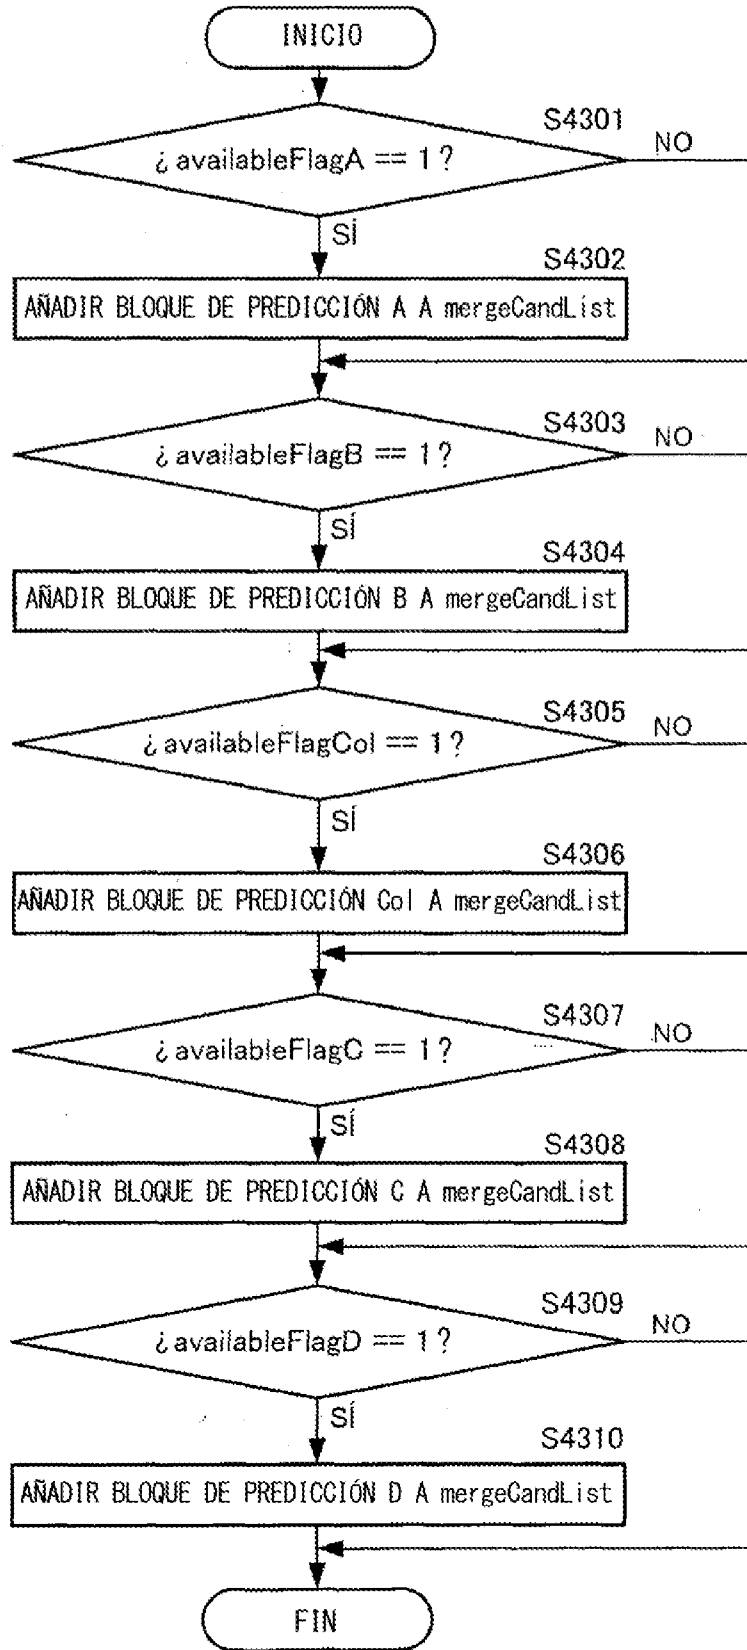 INICIO
S4301
¿availableFlagA == 1?
NO
SÍ
S4302
AÑADIR BLOQUE DE PREDICCIÓN A A mergeCandList
S4303
¿availableFlagB == 1?
NO
SÍ
S4304
AÑADIR BLOQUE DE PREDICCIÓN B A mergeCandList
S4305
¿availableFlagCol == 1?
NO
SÍ
S4306
AÑADIR BLOQUE DE PREDICCIÓN Col A mergeCandList
S4307
¿availableFlagC == 1?
NO
SÍ
S4308
AÑADIR BLOQUE DE PREDICCIÓN C A mergeCandList
S4309
¿availableFlagD == 1?
NO
SÍ
S4310
AÑADIR BLOQUE DE PREDICCIÓN D A mergeCandList
FIN